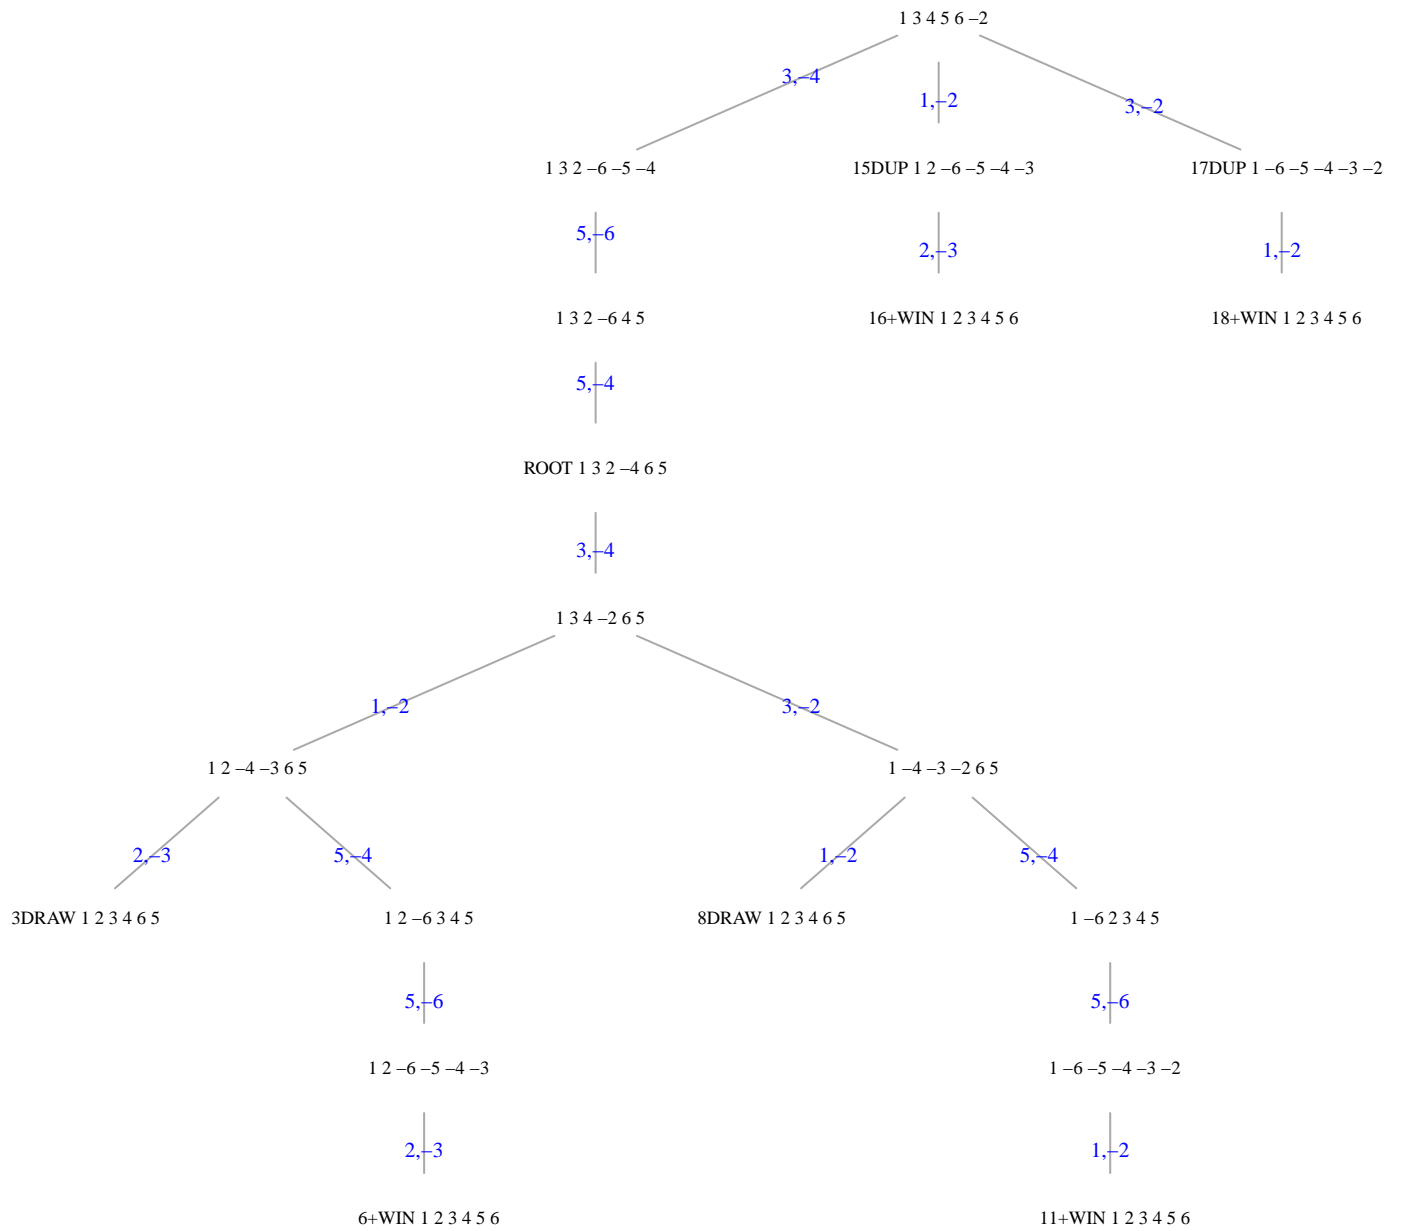 1 3 4 5 6 –2
3,–4
1,–2
3,–2
1 3 2 –6 –5 –4
15DUP 1 2 –6 –5 –4 –3
17DUP 1 –6 –5 –4 –3 –2
5,–6
2,–3
1,–2
1 3 2 –6 4 5
16+WIN 1 2 3 4 5 6
18+WIN 1 2 3 4 5 6
5,–4
ROOT 1 3 2 –4 6 5
3,–4
1 3 4 –2 6 5
1,–2
3,–2
1 2 –4 –3 6 5
1 –4 –3 –2 6 5
2,–3
5,–4
1,–2
5,–4
3DRAW 1 2 3 4 6 5
1 2 –6 3 4 5
8DRAW 1 2 3 4 6 5
1 –6 2 3 4 5
5,–6
5,–6
1 2 –6 –5 –4 –3
1 –6 –5 –4 –3 –2
2,–3
1,–2
6+WIN 1 2 3 4 5 6
11+WIN 1 2 3 4 5 6